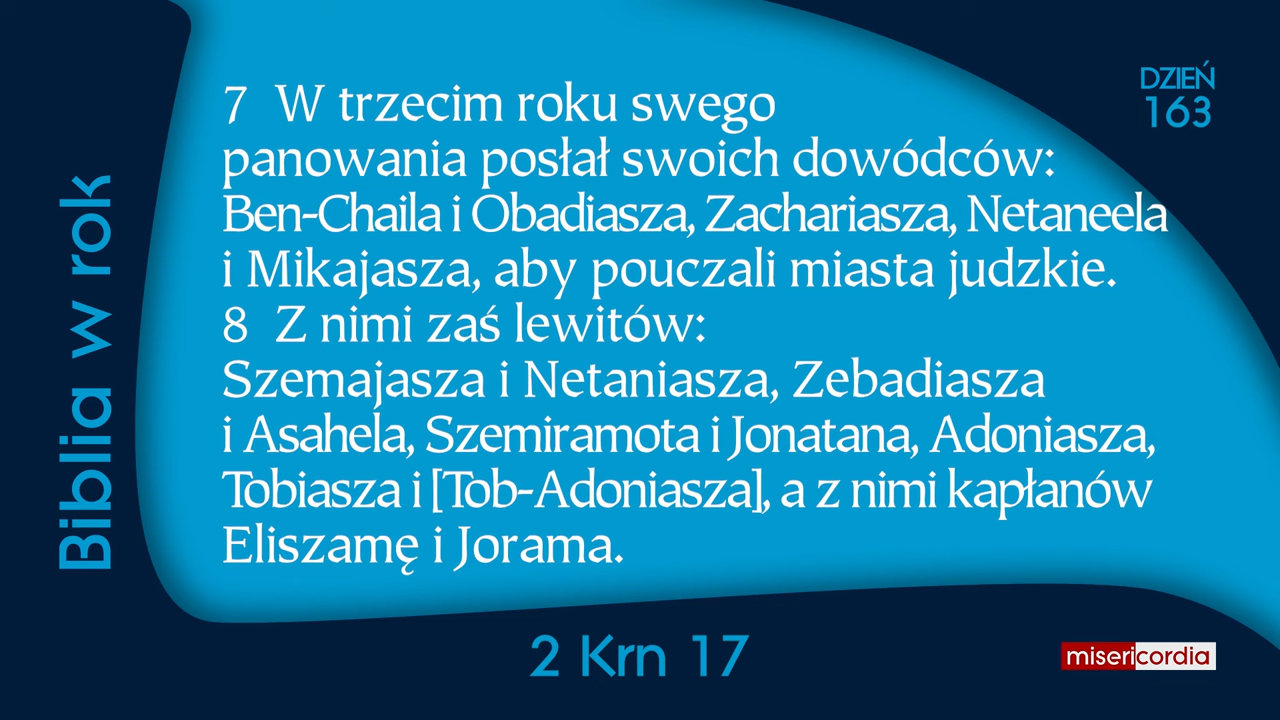 DZIEŃ
163
7 W trzecim roku swego
panowania posłał swoich dowódców:
Ben-Chaila i Obadiasza, Zachariasza, Netaneela
i Mikajasza, aby pouczali miasta judzkie.
8 Z nimi zaś lewitów:
Szemajasza i Netaniasza, Zebadiasza
i Asahela, Szemiramota i Jonatana, Adoniasza,
Tobiasza i [Tob-Adoniasza], a z nimi kapłanów
Eliszamę i Jorama.
Biblia w rok
2 Krn 17
misericordia